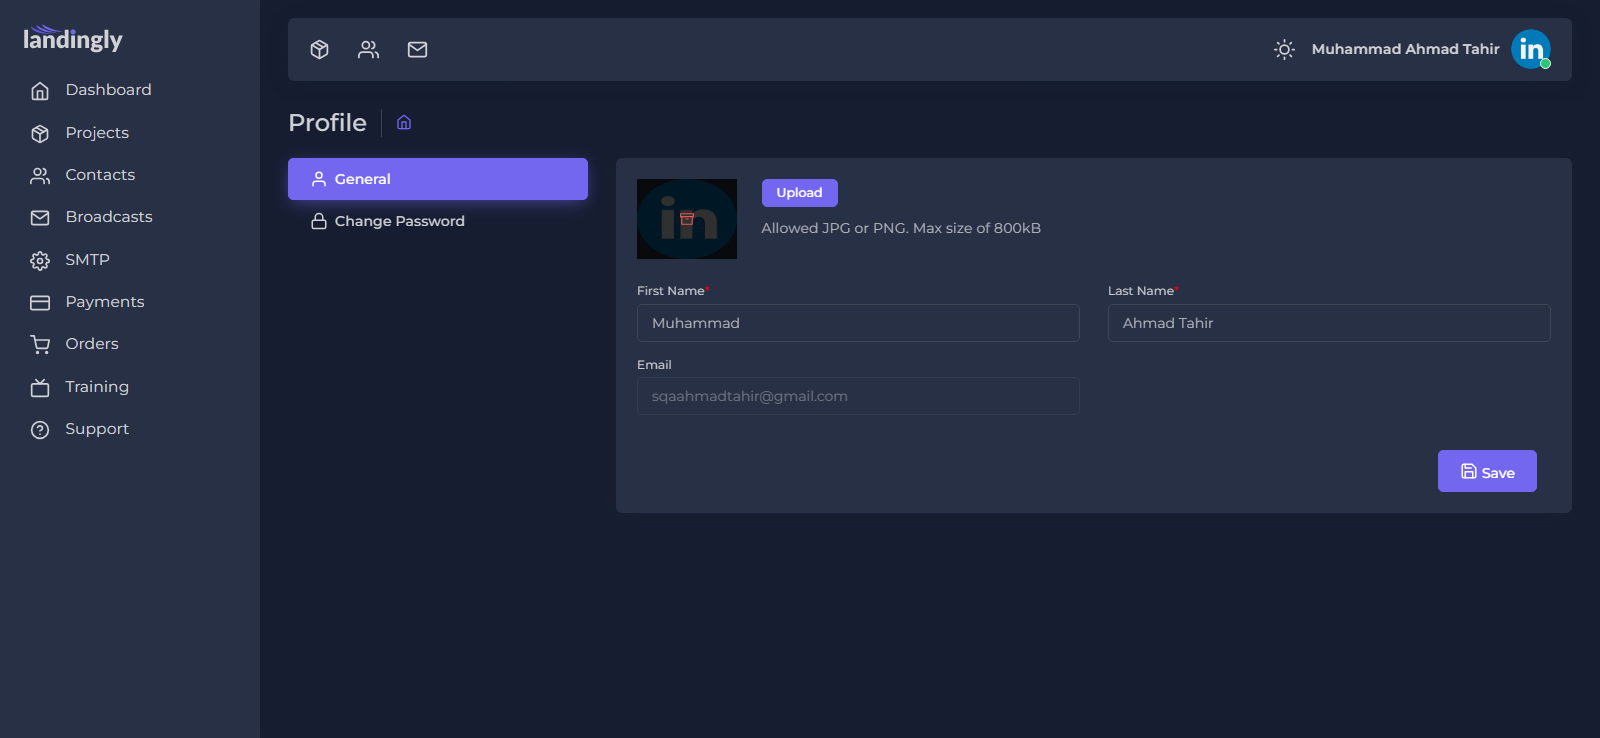 landingly
Dashboard
Projects
Contacts
Broadcasts
SMTP
Payments
Orders
Training
Support
Muhammad Ahmad Tahir
in
Profile
General
Change Password
in
Upload
Allowed JPG or PNG. Max size of 800kB
First Name*
Muhammad
Last Name*
Ahmad Tahir
Email
sqaahmadtahir@gmail.com
Save